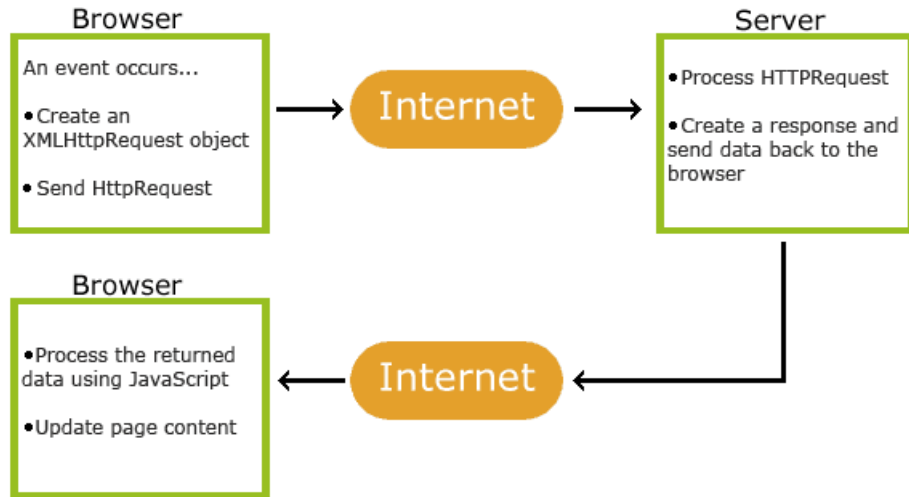 Browser
An event occurs...
•Create an
XMLHttpRequest object
•Send HttpRequest
Internet
Server
•Process HTTPRequest
•Create a response and
send data back to the
browser
Browser
•Process the returned
data using JavaScript
•Update page content
Internet